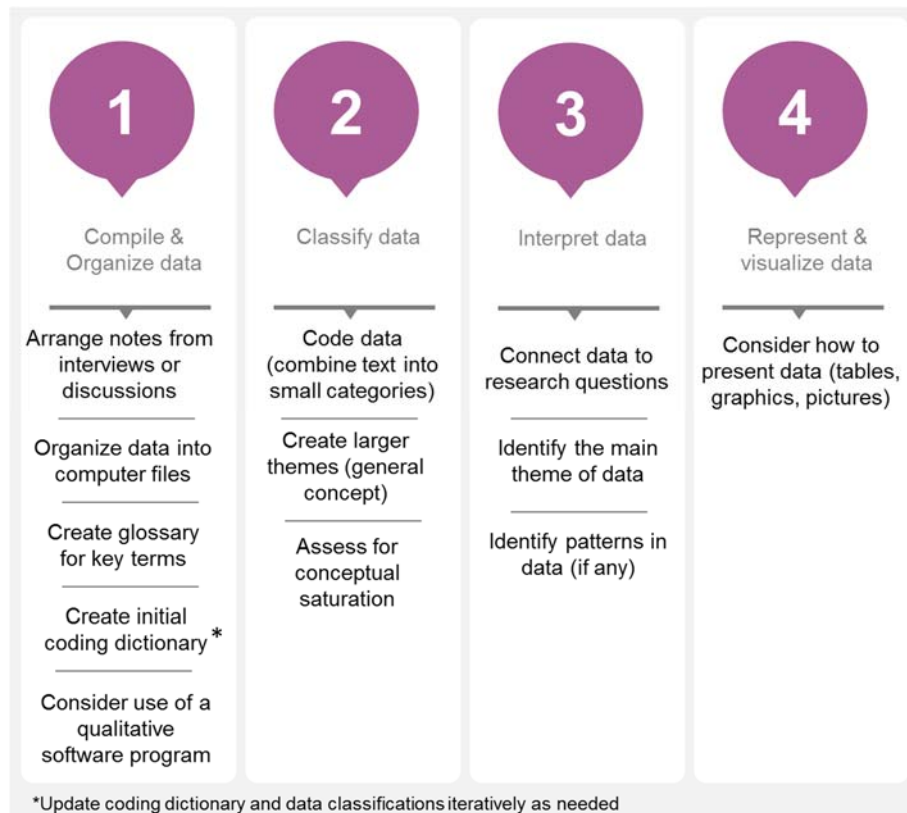 1
Compile &
Organize data
Arrange notes from
interviews or
discussions
Organize data into
computer files
Create glossary
for key terms
Create initial
coding dictionary*
Consider use of a
qualitative
software program
2
Classify data
Code data
(combine text into
small categories)
Create larger
themes (general
concept)
Assess for
conceptual
saturation
3
Interpret data
Connect data to
research questions
Identify the main
theme of data
Identify patterns in
data (if any)
4
Represent &
visualize data
Consider how to
present data (tables,
graphics, pictures)
*Update coding dictionary and data classifications iteratively as needed